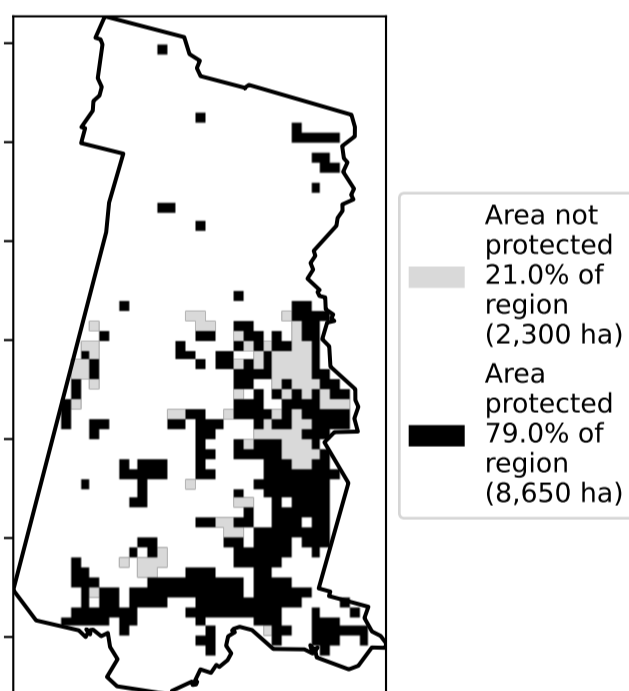 Area not
protected
21.0% of
region
(2,300 ha)
Area
protected
79.0% of
region
(8,650 ha)